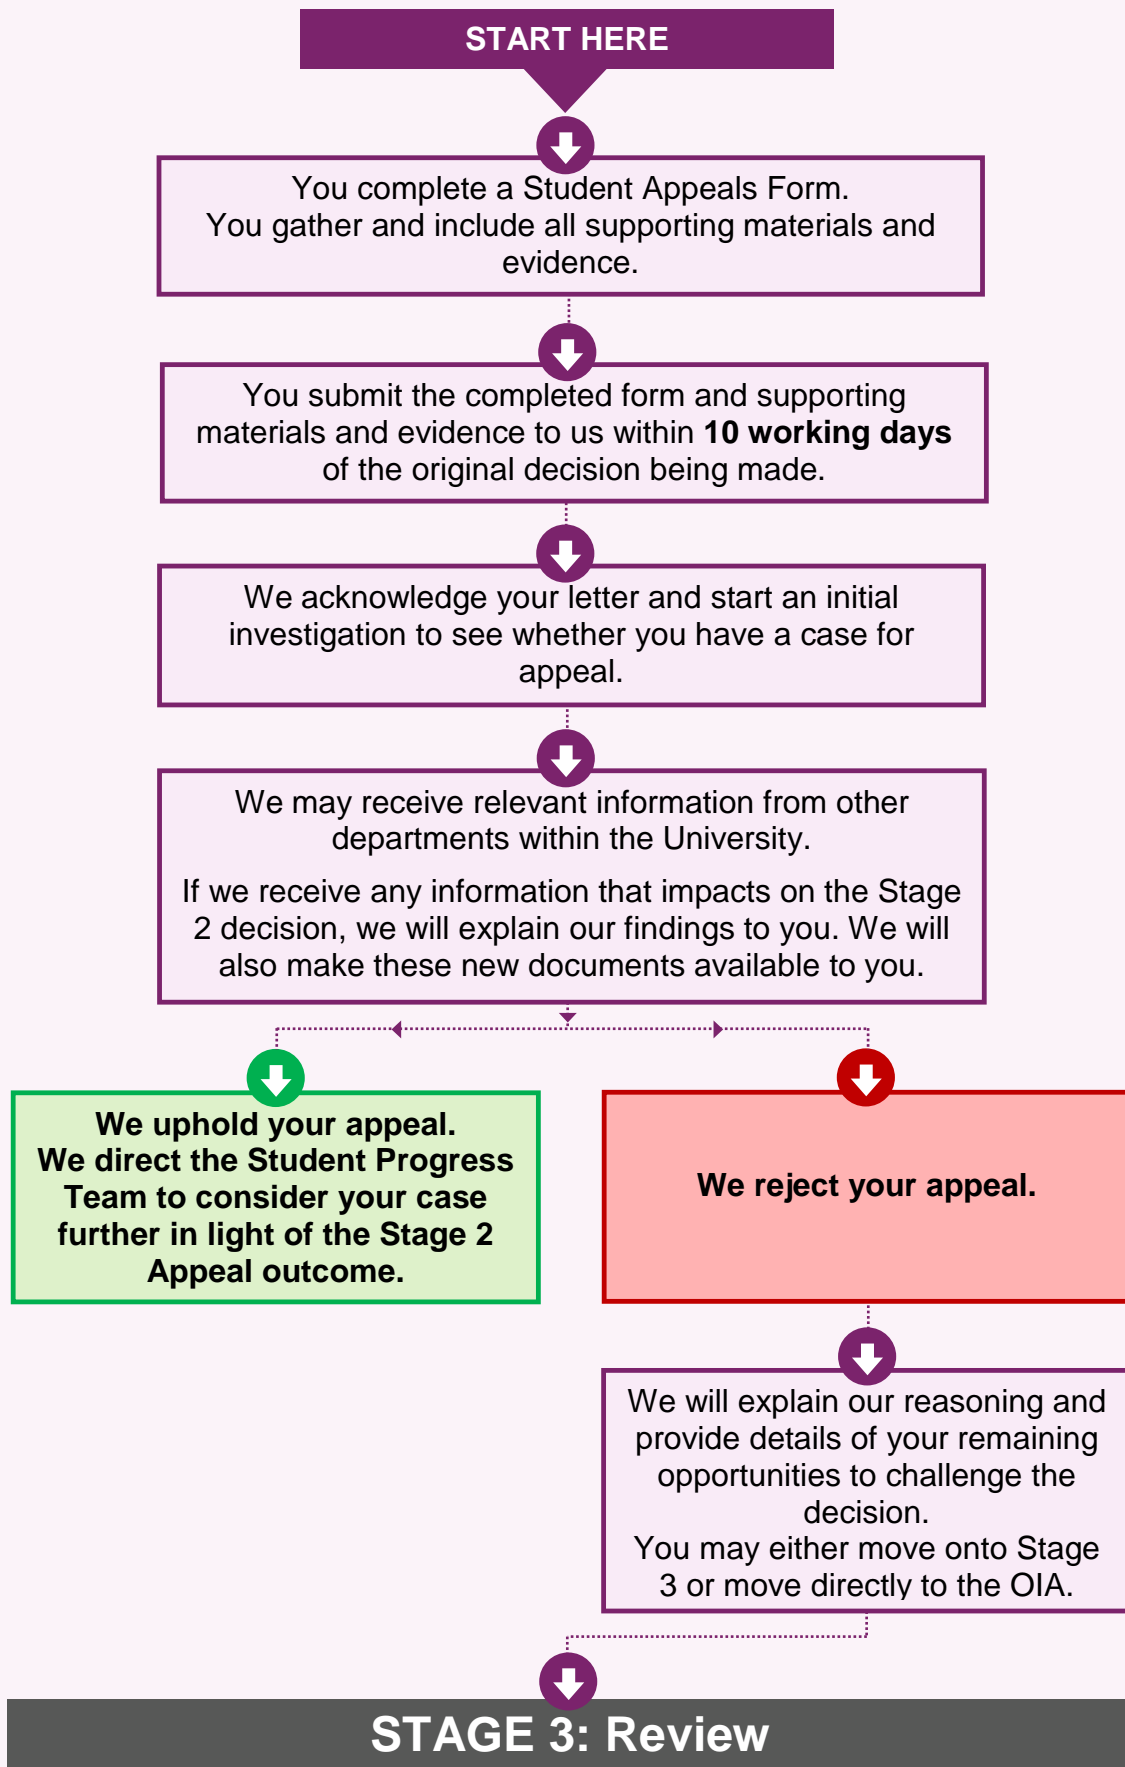 START HERE
You complete a Student Appeals Form.
You gather and include all supporting materials and
evidence.
You submit the completed form and supporting
materials and evidence to us within 10 working days
of the original decision being made.
We acknowledge your letter and start an initial
investigation to see whether you have a case for
appeal.
We may receive relevant information from other
departments within the University.
If we receive any information that impacts on the Stage
2 decision, we will explain our findings to you. We will
also make these new documents available to you.
We uphold your appeal.
We direct the Student Progress
Team to consider your case
further in light of the Stage 2
Appeal outcome.
We reject your appeal.
We will explain our reasoning and
provide details of your remaining
opportunities to challenge the
decision.
You may either move onto Stage
3 or move directly to the OIA.
STAGE 3: Review